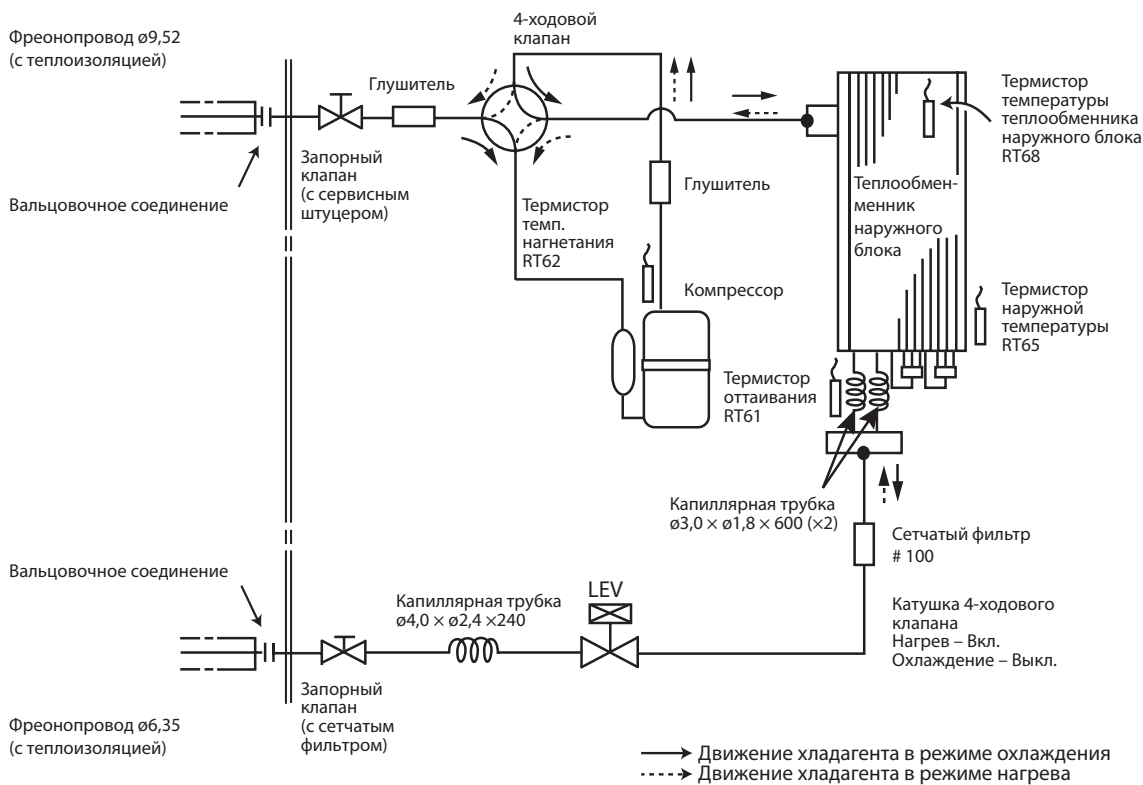 4-ходовой
клапан
Фреонопровод ø9,52
(с теплоизоляцией)
Глушитель
Термистор
температуры
теплообменника
наружного блока
RT68
Запорный
клапан
(с сервисным
штуцером)
Вальцовочное соединение
Термистор
темп.
нагнетания
RT62
Глушитель
Теплообмен-
менник
наружного
блока
Компрессор
Термистор
наружной
температуры
RT65
Термистор
оттаивания
RT61
Капиллярная трубка
ø3,0 × ø1,8 × 600 (×2)
Сетчатый фильтр
# 100
Вальцовочное соединение
Капиллярная трубка
ø4,0 × ø2,4 ×240
LEV
Катушка 4-ходового
клапана
Нагрев – Вкл.
Охлаждение – Выкл.
Запорный
клапан
(с сетчатым
фильтром)
Фреонопровод ø6,35
(с теплоизоляцией)
Движение хладагента в режиме охлаждения
Движение хладагента в режиме нагрева